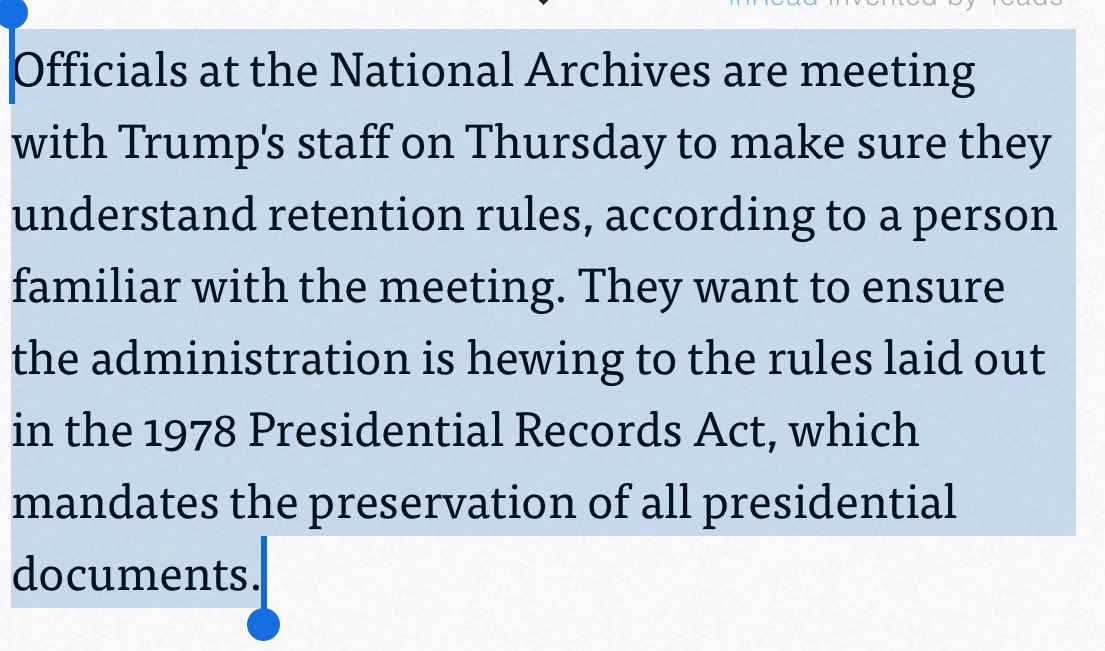 inRead invented by Teads
Officials at the National Archives are meeting
with Trump's staff on Thursday to make sure they
understand retention rules, according to a person
familiar with the meeting. They want to ensure
the administration is hewing to the rules laid out
in the 1978 Presidential Records Act, which
mandates the preservation of all presidential
documents.